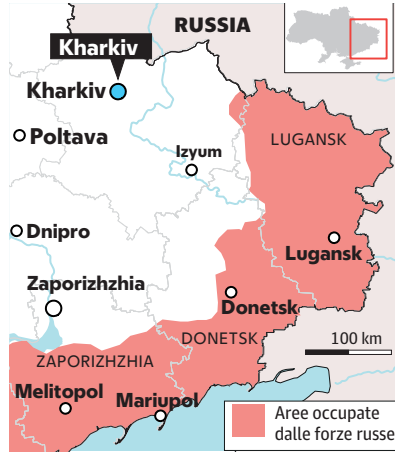 RUSSIA
Kharkiv
Kharkiv
Poltava
Izyum
LUGANSK
Dnipro
Lugansk
Zaporizhzhia
Donetsk
DONETSK
100 km
ZAPORIZHZHIA
Melitopol
Mariupol
Aree occupate
dalle forze russe